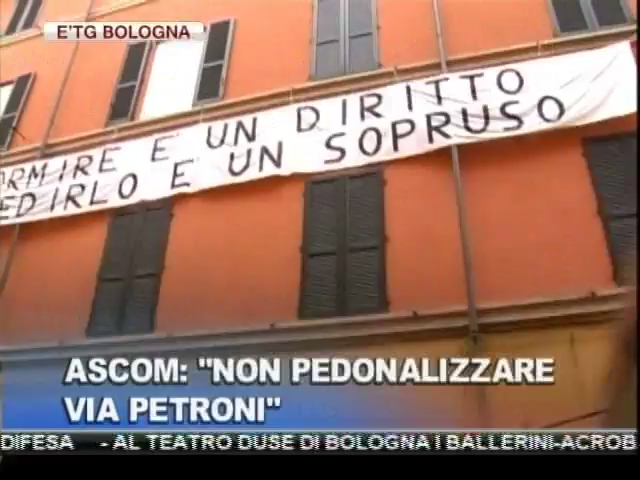 E'TG BOLOGNA
RMIRE E UN DIRITTO
EDIRLO E UN SOPRUSO
ASCOM: "NON PEDONALIZZARE
VIA PETRONI"
DIFESA - AL TEATRO DUSE DI BOLOGNA I BALLERINI-ACROB